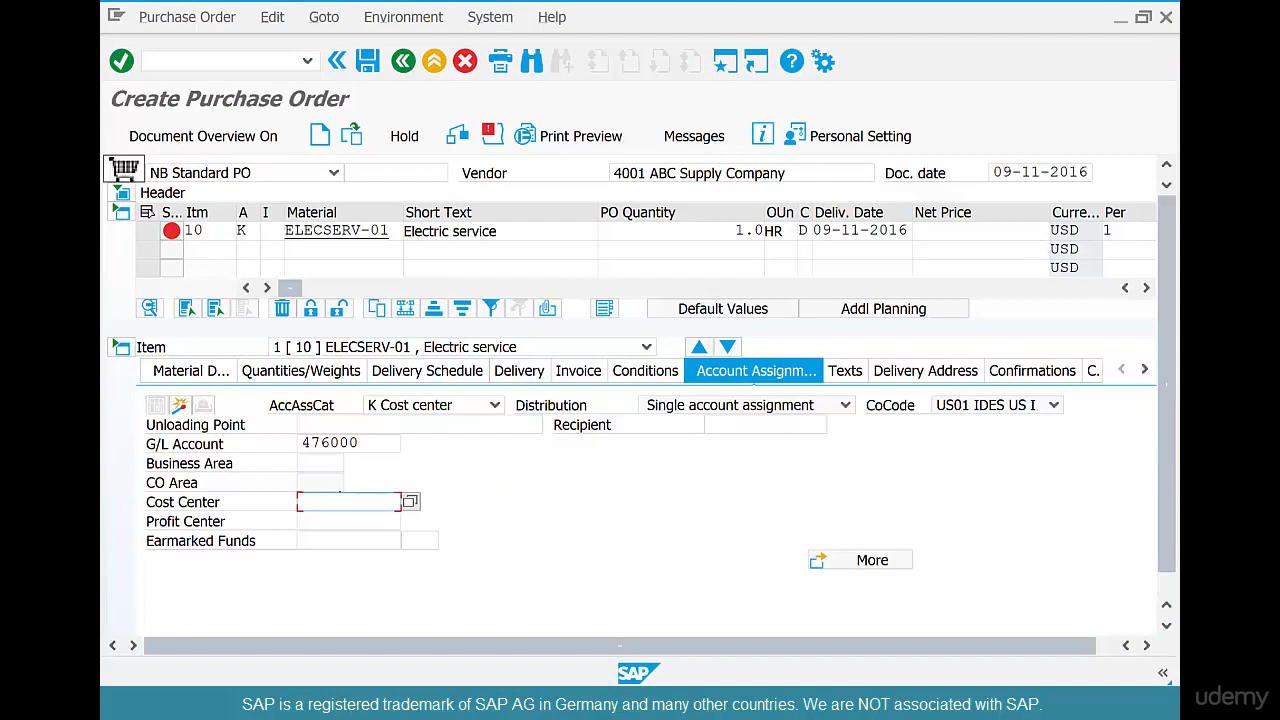 Purchase Order Edit Goto Environment System Help
Create Purchase Order
Document Overview On Hold Print Preview Messages Personal Setting
NB Standard PO Vendor 4001 ABC Supply Company Doc. date 09-11-2016
Header
S... Itm A I Material Short Text PO Quantity OUn C Deliv. Date Net Price Curre... Per
10 K ELECSERV-01 Electric service 1.0 HR D 09-11-2016 USD 1
USD
USD
Default Values Addl Planning
Item 1 [ 10 ] ELECSERV-01 , Electric service
Material D... Quantities/Weights Delivery Schedule Delivery Invoice Conditions Account Assignm... Texts Delivery Address Confirmations C.
AccAssCat K Cost center Distribution Single account assignment CoCode US01 IDES US I.
Unloading Point Recipient
G/L Account 476000
Business Area
CO Area
Cost Center
Profit Center
Earmarked Funds
More
SAP
SAP is a registered trademark of SAP AG in Germany and many other countries. We are NOT associated with SAP.
udemy